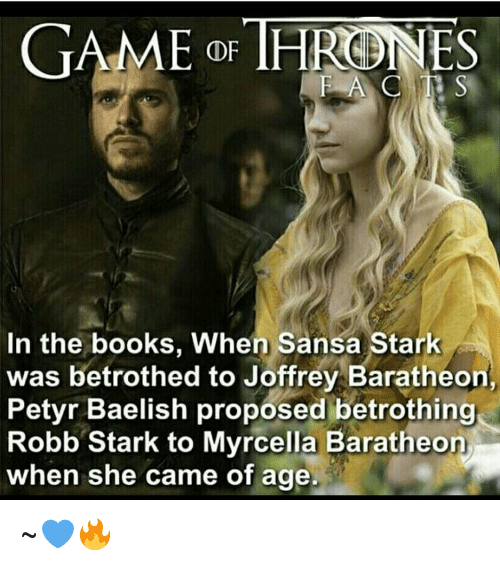 GAME OF THRONES
FACTS
In the books, When Sansa Stark
was betrothed to Joffrey Baratheon,
Petyr Baelish proposed betrothing
Robb Stark to Myrcella Baratheon
when she came of age.
~💙🔥